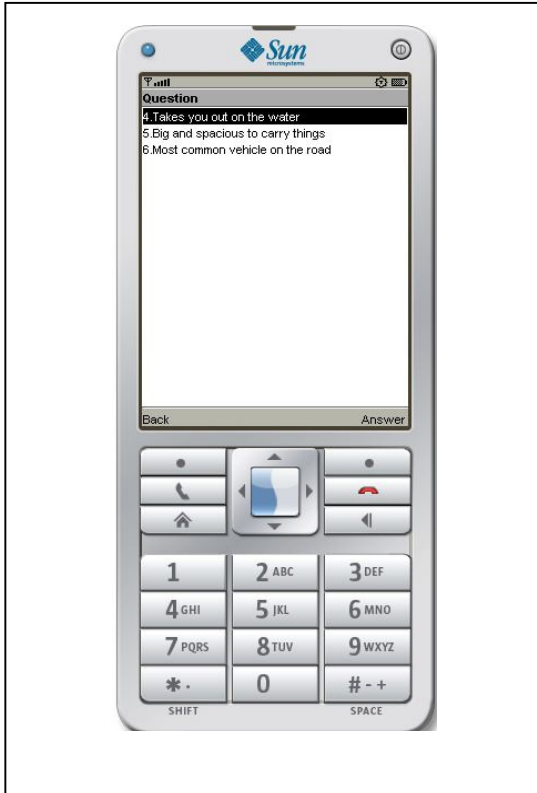 Sun
microsystems
Question
4.Takes you out on the water
5.Big and spacious to carry things
6.Most common vehicle on the road
Back Answer
1 2 ABC 3 DEF
4 GHI 5 JKL 6 MNO
7 PQRS 8 TUV 9 WXYZ
* . 0 # - +
SHIFT SPACE